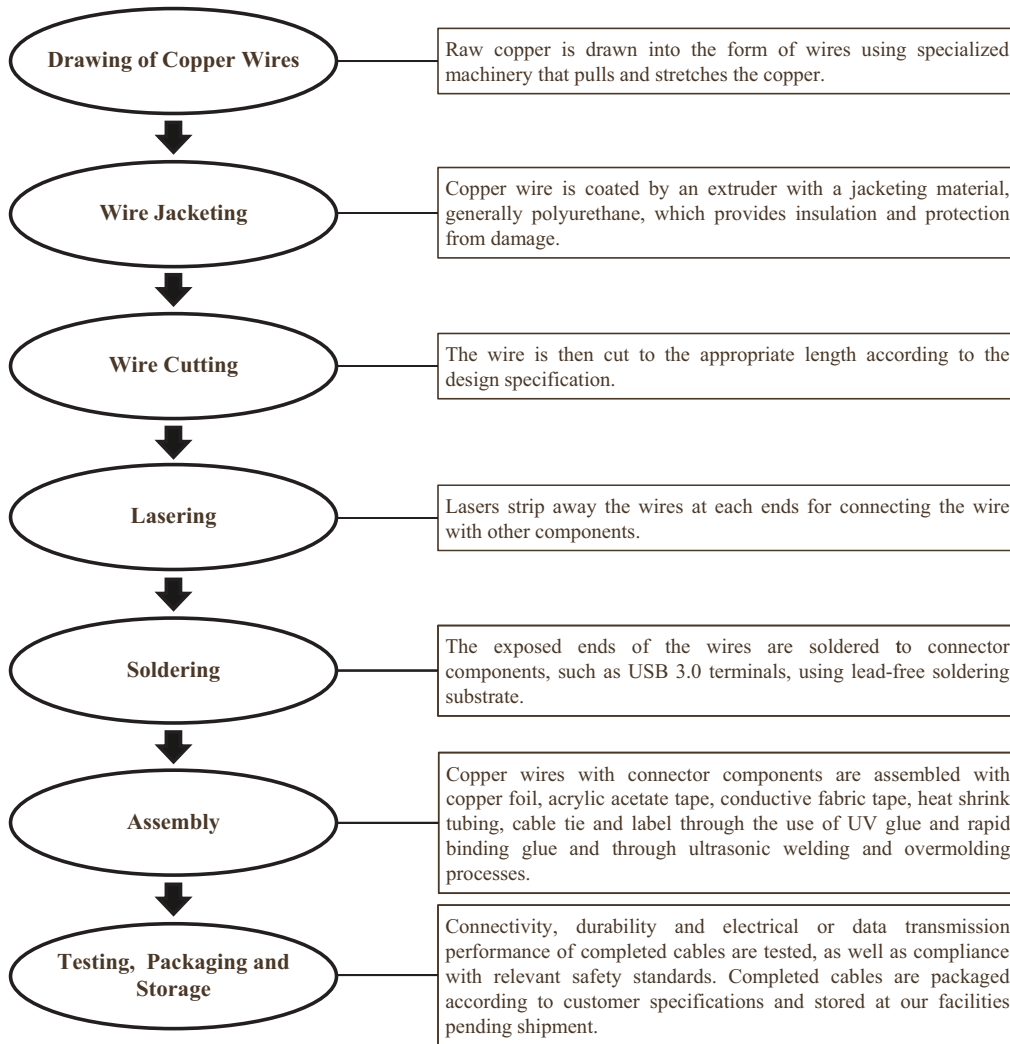 Drawing of Copper Wires
Raw copper is drawn into the form of wires using specialized
machinery that pulls and stretches the copper.
Wire Jacketing
Copper wire is coated by an extruder with a jacketing material,
generally polyurethane, which provides insulation and protection
from damage.
Wire Cutting
The wire is then cut to the appropriate length according to the
design specification.
Lasering
Lasers strip away the wires at each ends for connecting the wire
with other components.
Soldering
The exposed ends of the wires are soldered to connector
components, such as USB 3.0 terminals, using lead-free soldering
substrate.
Assembly
Copper wires with connector components are assembled with
copper foil, acrylic acetate tape, conductive fabric tape, heat shrink
tubing, cable tie and label through the use of UV glue and rapid
binding glue and through ultrasonic welding and overmolding
processes.
Testing, Packaging and
Storage
Connectivity, durability and electrical or data transmission
performance of completed cables are tested, as well as compliance
with relevant safety standards. Completed cables are packaged
according to customer specifications and stored at our facilities
pending shipment.